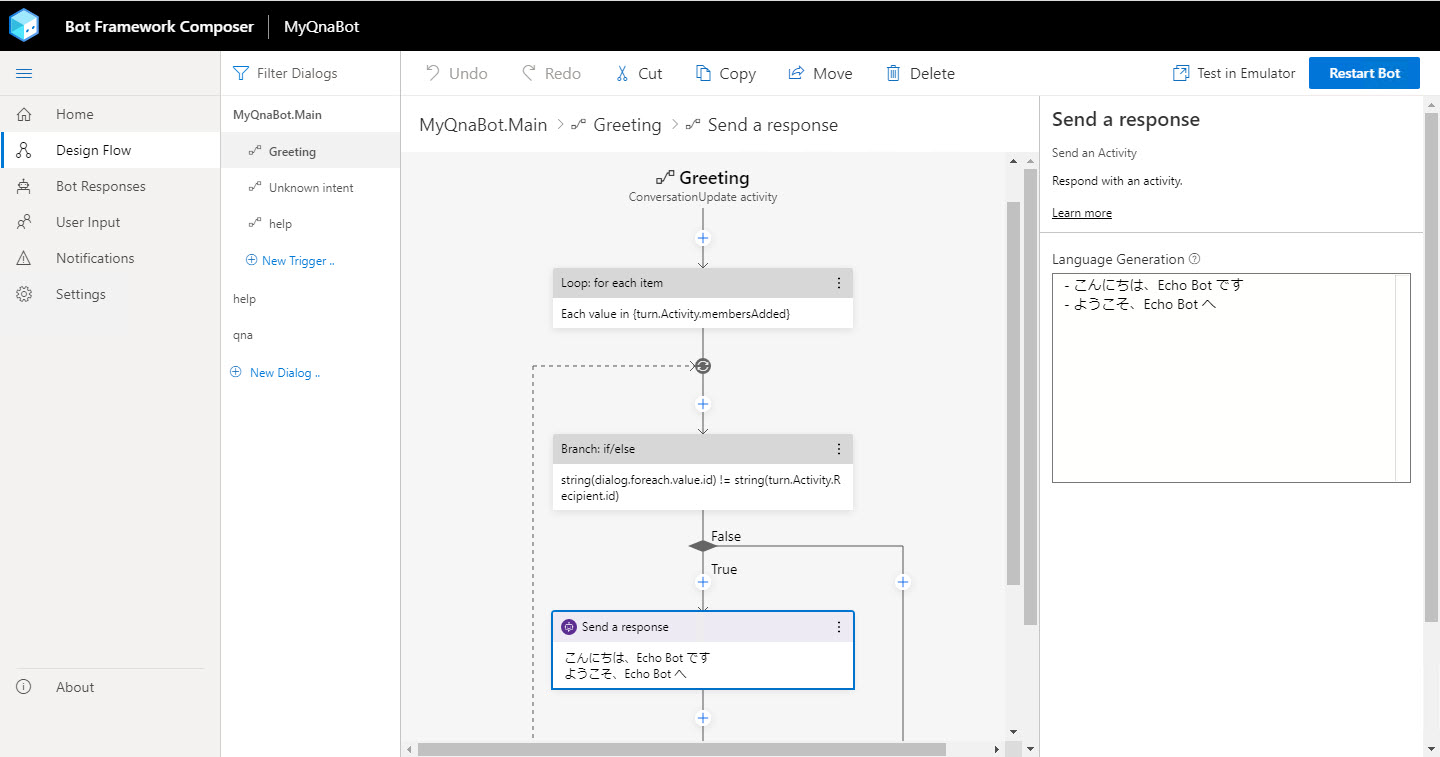 Bot Framework Composer | MyQnaBot
Filter Dialogs
Undo Redo Cut Copy Move Delete
Test in Emulator
Restart Bot
Home
Design Flow
Bot Responses
User Input
Notifications
Settings
About
MyQnaBot.Main
Greeting
Unknown intent
help
New Trigger ..
help
qna
New Dialog ..
MyQnaBot.Main > Greeting > Send a response
Greeting
ConversationUpdate activity
Loop: for each item
Each value in {turn.Activity.membersAdded}
Branch: if/else
string(dialog.foreach.value.id) != string(turn.Activity.R
ecipient.id)
False
True
Send a response
こんにちは、Echo Bot です
ようこそ、Echo Bot へ
Send a response
Send an Activity
Respond with an activity.
Learn more
Language Generation
- こんにちは、Echo Bot です
- ようこそ、Echo Bot へ